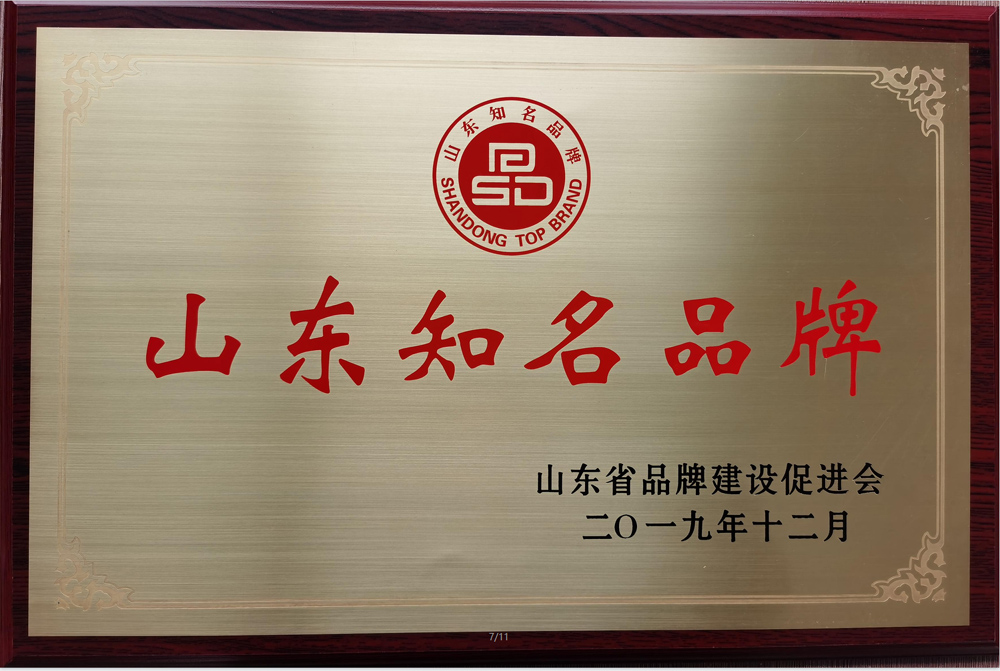 山东知名品牌
SHANDONG TOP BRAND
山东知名品牌
山东省品牌建设促进会
二〇一九年十二月
7/11